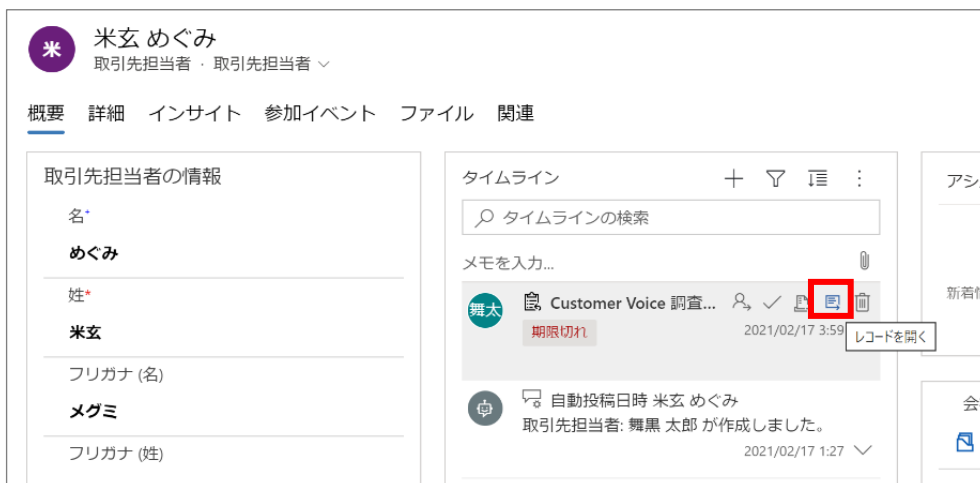 米
米玄 めぐみ
取引先担当者 · 取引先担当者
概要 詳細 インサイト 参加イベント ファイル 関連
取引先担当者の情報
名*
めぐみ
姓*
米玄
フリガナ (名)
メグミ
フリガナ (姓)
タイムライン
タイムラインの検索
メモを入力...
舞太
Customer Voice 調査...
期限切れ
2021/02/17 3:59
レコードを開く
自動投稿日時 米玄 めぐみ
取引先担当者: 舞黒 太郎 が作成しました。
2021/02/17 1:27
アシ
新着
会